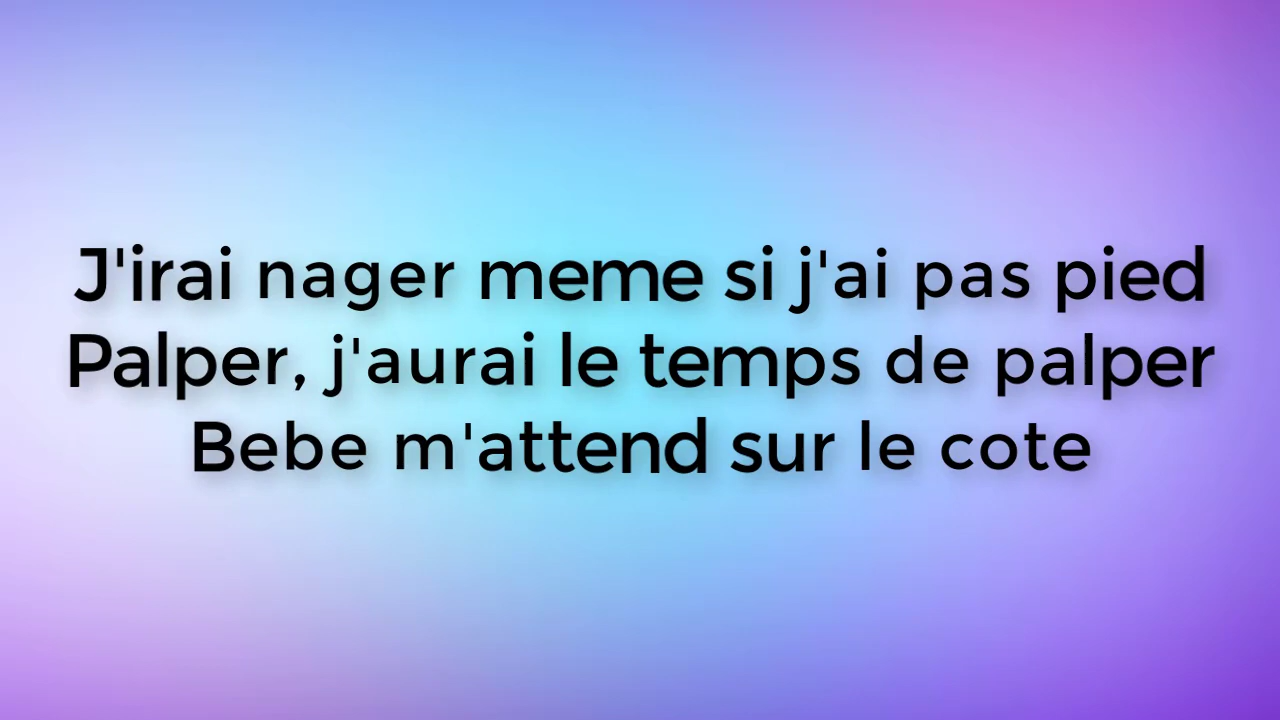 J'irai nager meme si j'ai pas pied
Palper, j'aurai le temps de palper
Bebe m'attend sur le cote